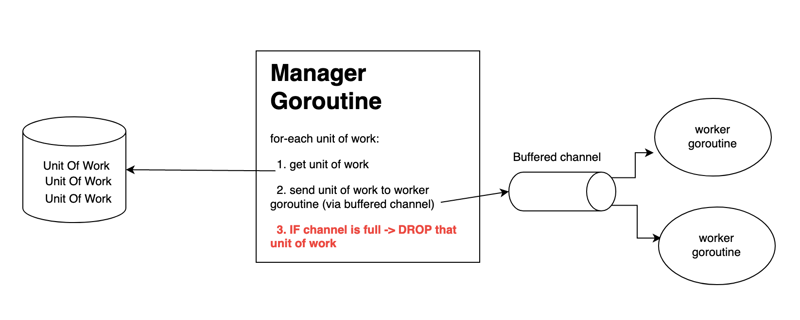 Manager
Goroutine
for-each unit of work:
1. get unit of work
2. send unit of work to worker
goroutine (via buffered channel)
3. IF channel is full -> DROP that
unit of work
Unit Of Work
Unit Of Work
Unit Of Work
Buffered channel
worker
goroutine
worker
goroutine